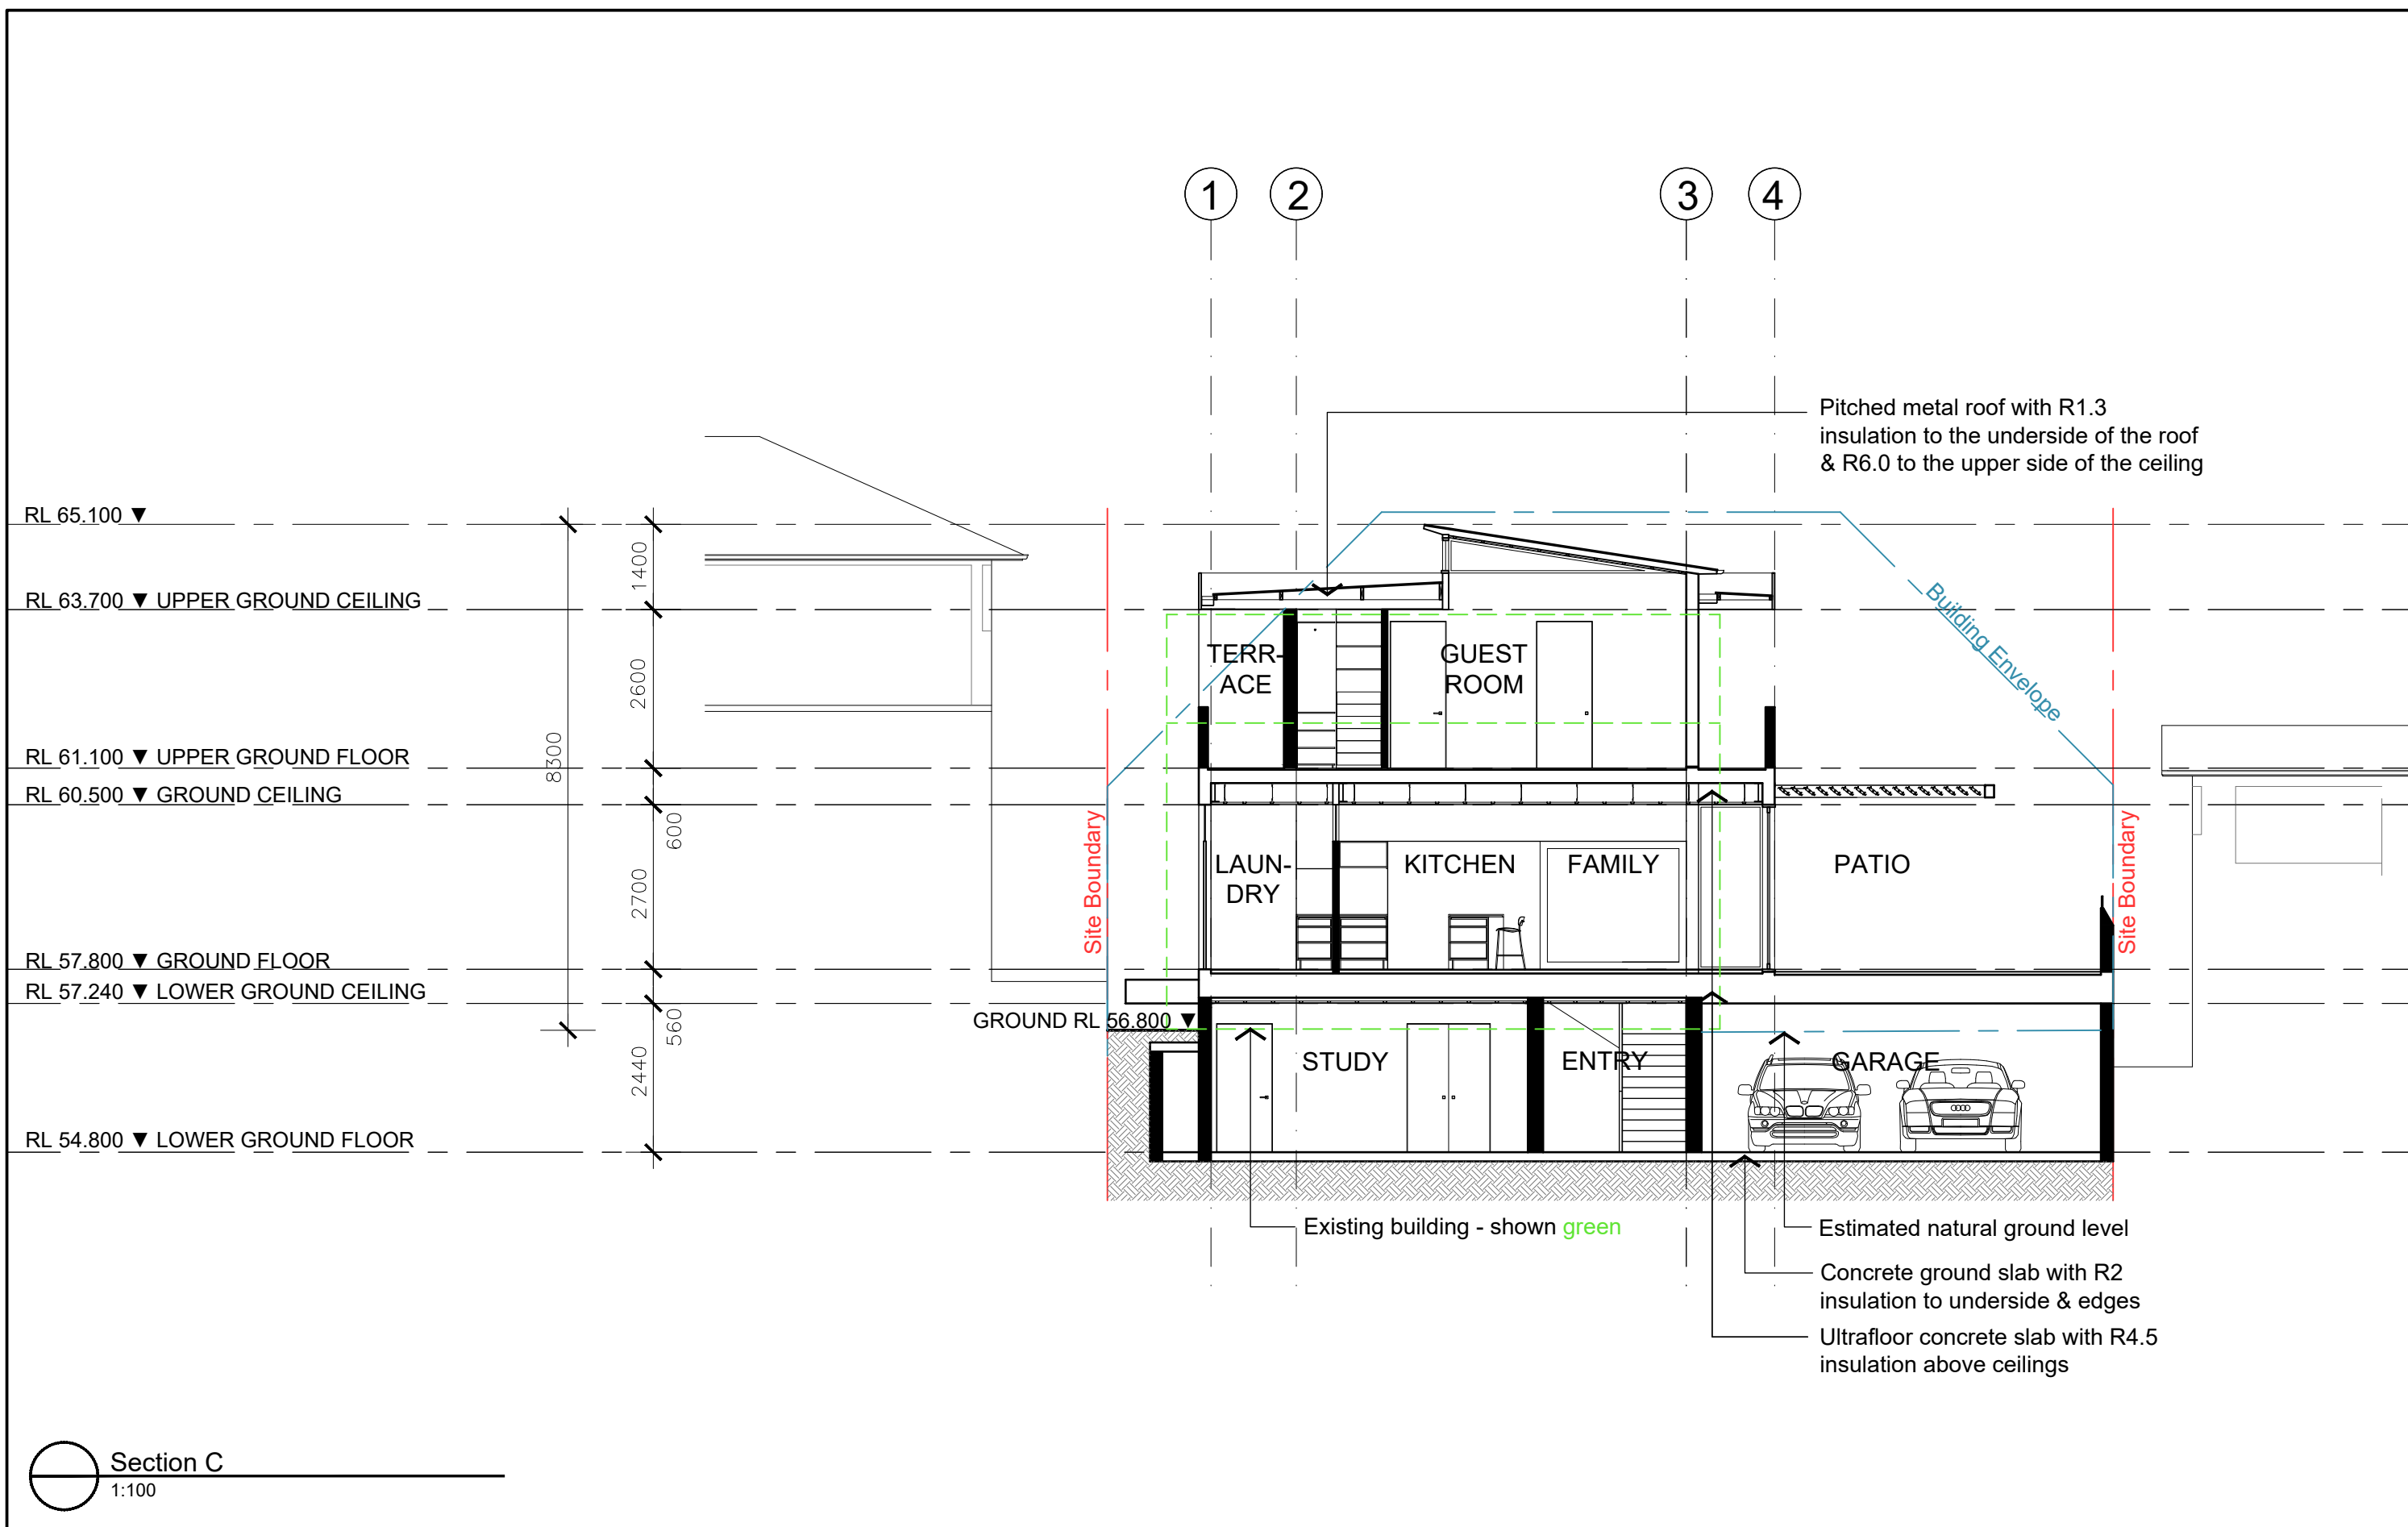 1 2 3 4
Pitched metal roof with R1.3
insulation to the underside of the roof
& R6.0 to the upper side of the ceiling
RL 65.100 ▼
1400
RL 63.700 ▼ UPPER GROUND CEILING
Building Envelope
2600
TERR-
ACE
GUEST
ROOM
8300
RL 61.100 ▼ UPPER GROUND FLOOR
RL 60.500 ▼ GROUND CEILING
600
Site Boundary
Site Boundary
2700
LAUN-
DRY
KITCHEN
FAMILY
PATIO
RL 57.800 ▼ GROUND FLOOR
RL 57.240 ▼ LOWER GROUND CEILING
560
GROUND RL 56.800 ▼
2440
STUDY
ENTRY
GARAGE
RL 54.800 ▼ LOWER GROUND FLOOR
Existing building - shown green
Estimated natural ground level
Concrete ground slab with R2
insulation to underside & edges
Ultrafloor concrete slab with R4.5
insulation above ceilings
Section C
1:100